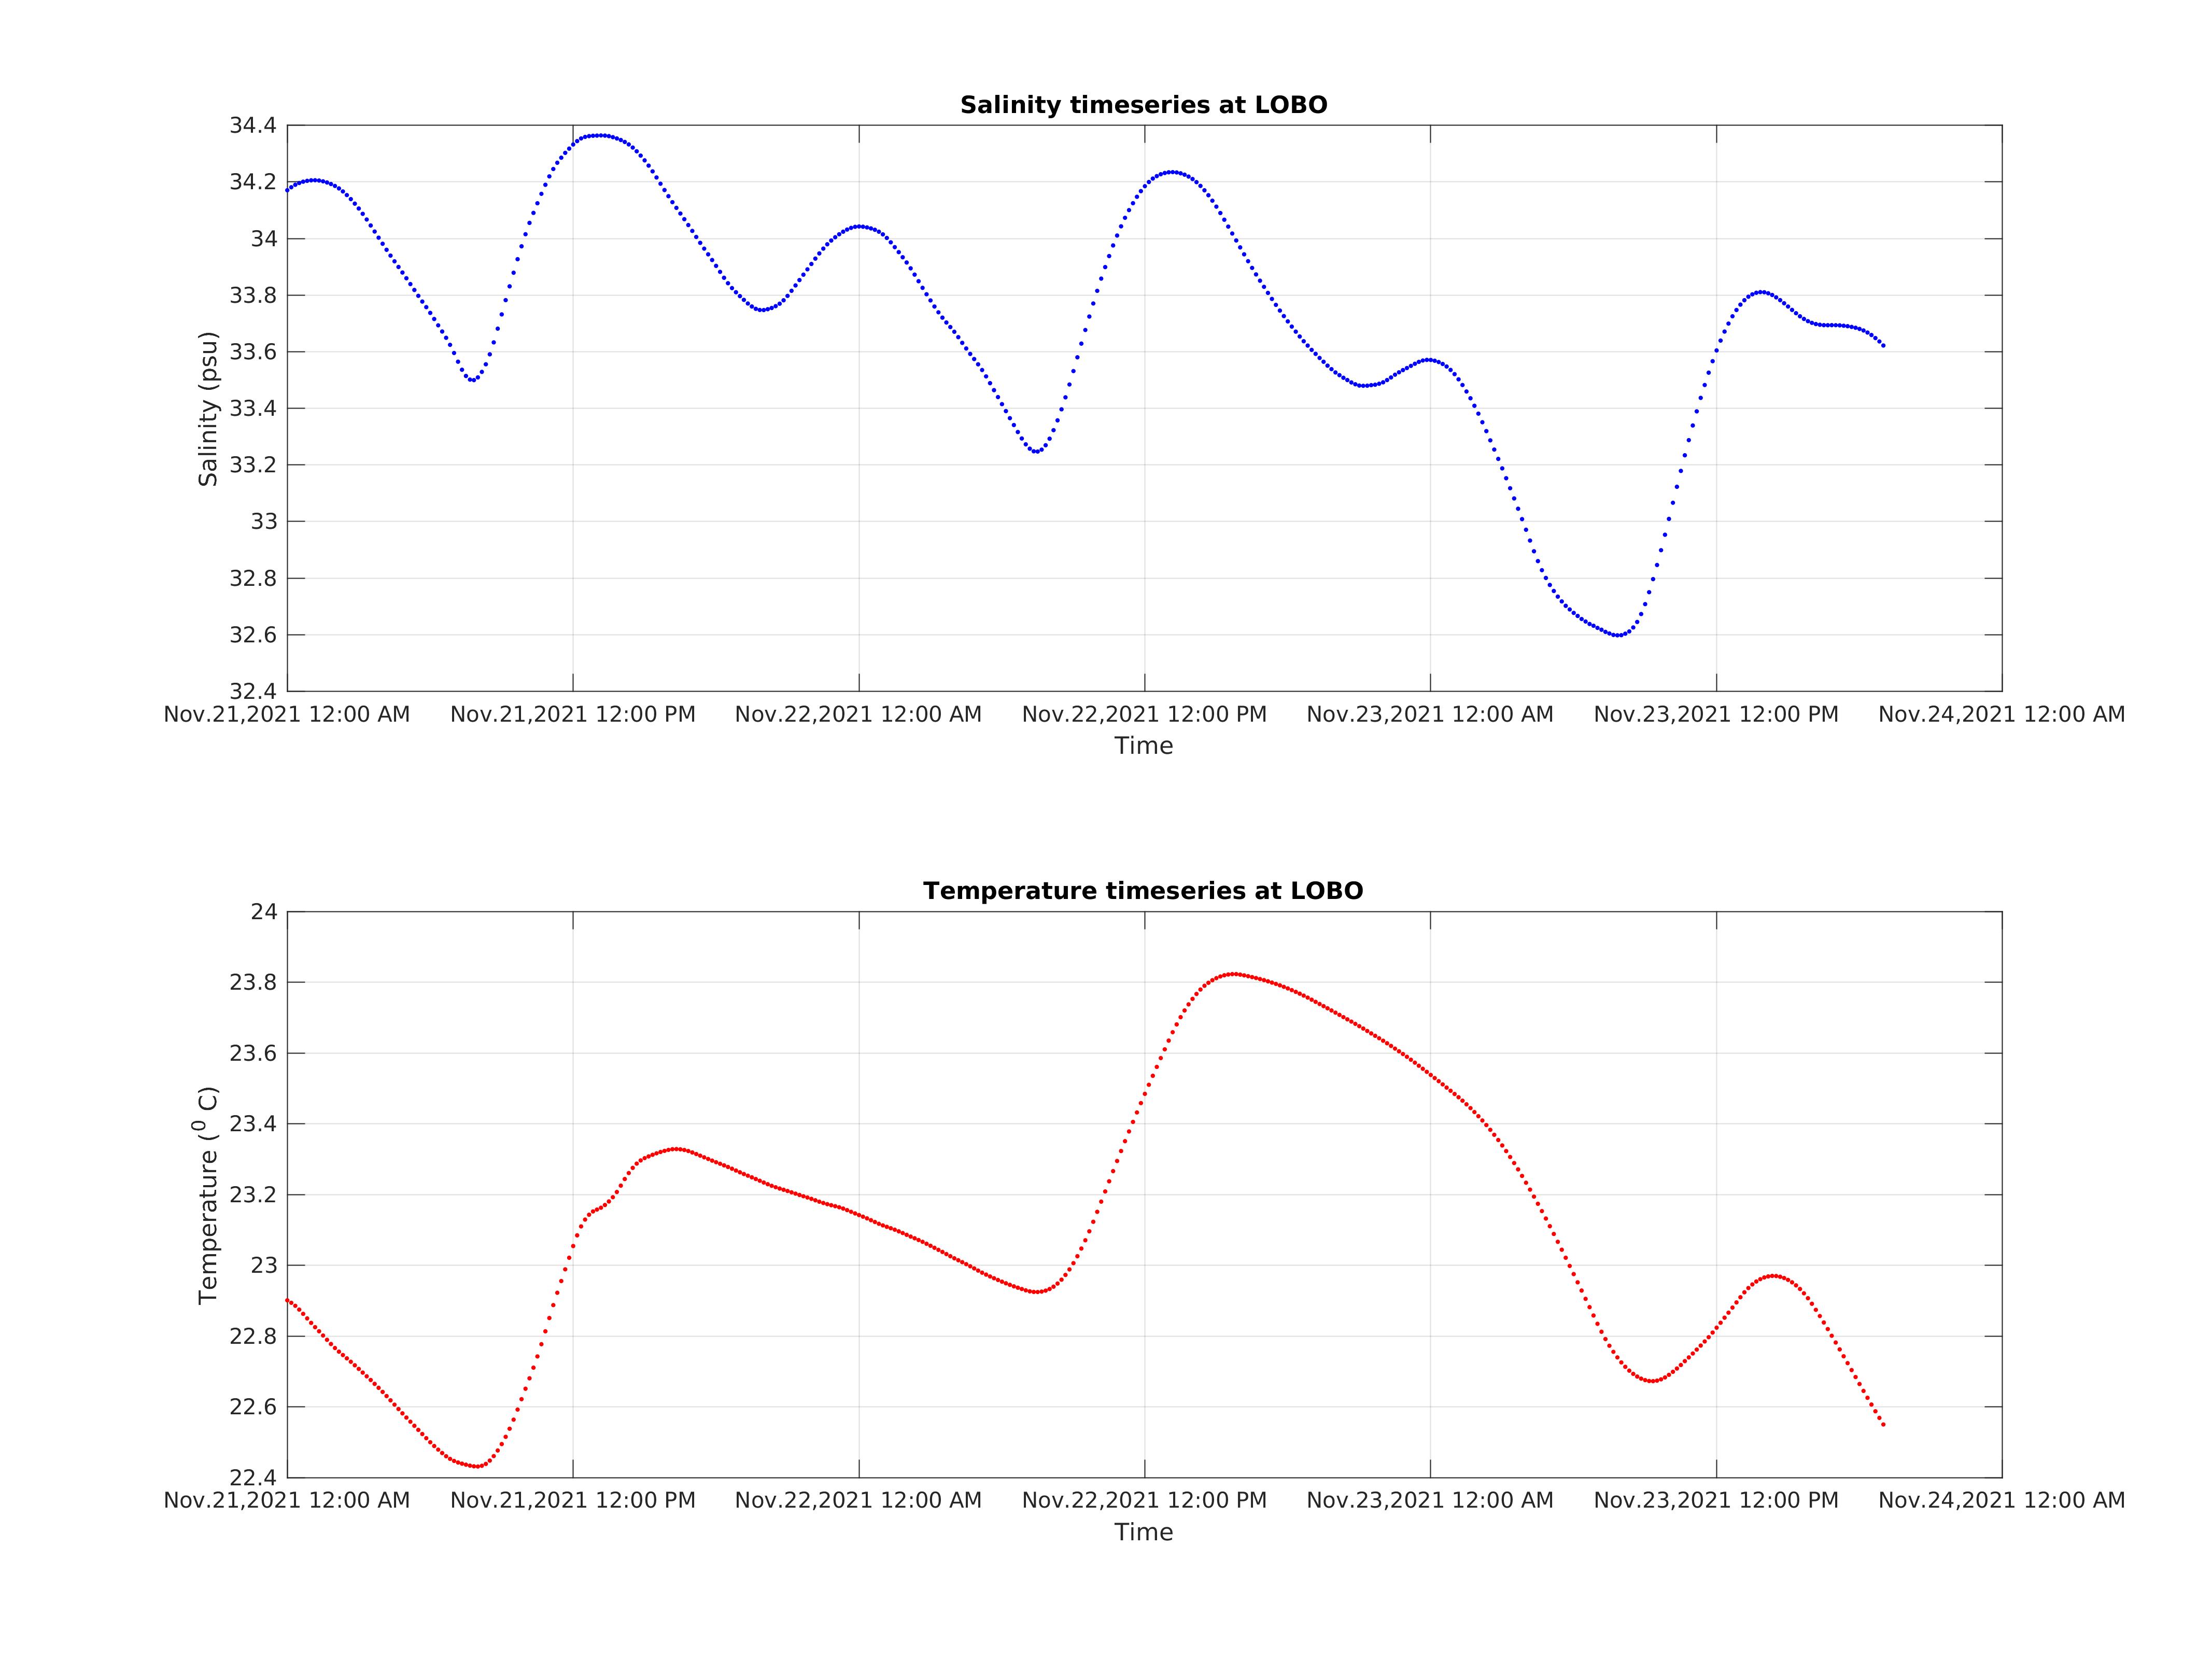 Salinity timeseries at LOBO
34.4
34.2
34
33.8
33.6
33.4
33.2
33
32.8
32.6
32.4
Salinity (psu)
Nov.21,2021 12:00 AM Nov.21,2021 12:00 PM Nov.22,2021 12:00 AM Nov.22,2021 12:00 PM Nov.23,2021 12:00 AM Nov.23,2021 12:00 PM Nov.24,2021 12:00 AM
Time
Temperature timeseries at LOBO
24
23.8
23.6
23.4
23.2
23
22.8
22.6
22.4
Temperature (⁰ C)
Nov.21,2021 12:00 AM Nov.21,2021 12:00 PM Nov.22,2021 12:00 AM Nov.22,2021 12:00 PM Nov.23,2021 12:00 AM Nov.23,2021 12:00 PM Nov.24,2021 12:00 AM
Time